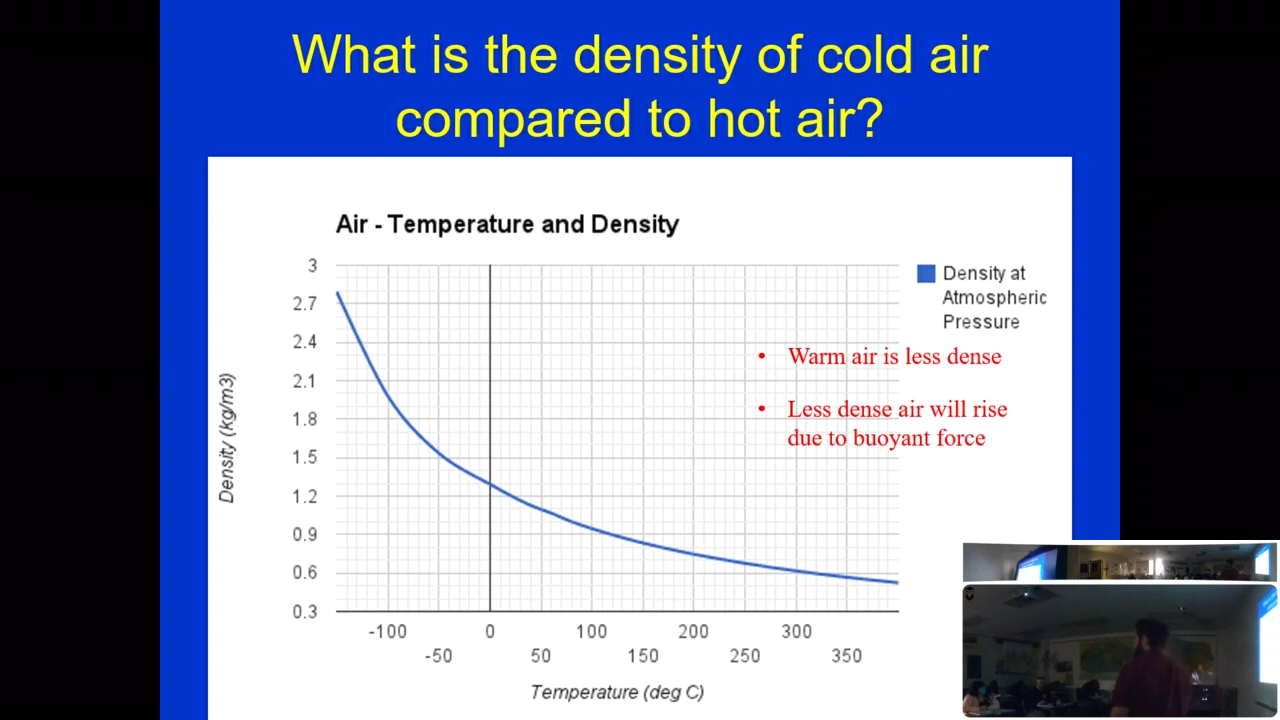 What is the density of cold air
compared to hot air?
Air - Temperature and Density
3
2.7
2.4
2.1
1.8
1.5
1.2
0.9
0.6
0.3
Density (kg/m3)
Density at
Atmospheric
Pressure
• Warm air is less dense
• Less dense air will rise
due to buoyant force
-100 0 100 200 300
-50 50 150 250 350
Temperature (deg C)